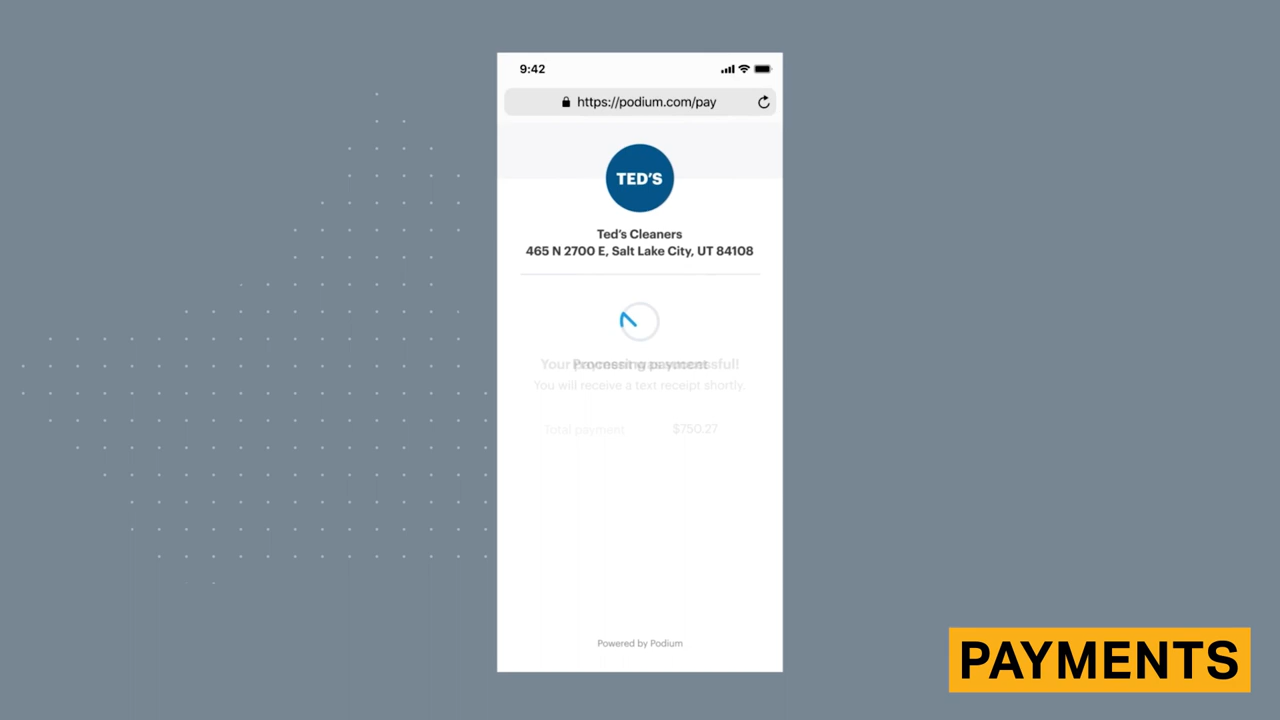 9:42
https://podium.com/pay
TED'S
Ted's Cleaners
465 N 2700 E, Salt Lake City, UT 84108
Processing payment
Your payment was successful!
You will receive a text receipt shortly.
Total payment $750.27
Powered by Podium
PAYMENTS